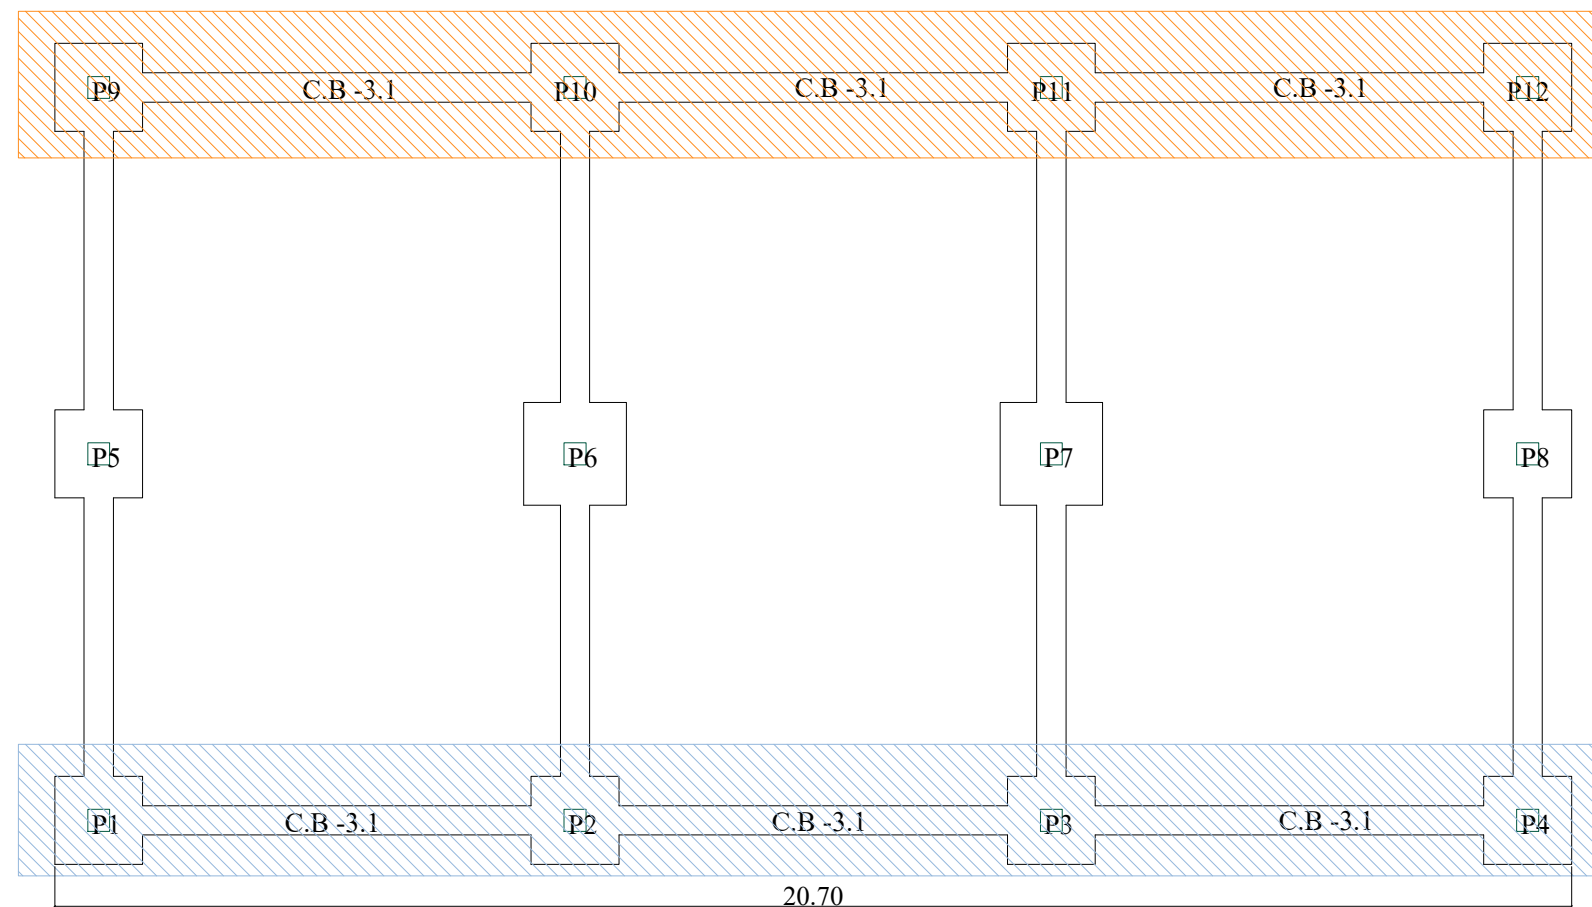 P9 C.B -3.1 P10 C.B -3.1 P11 C.B -3.1 P12
P5 P6 P7 P8
P1 C.B -3.1 P2 C.B -3.1 P3 C.B -3.1 P4
20.70